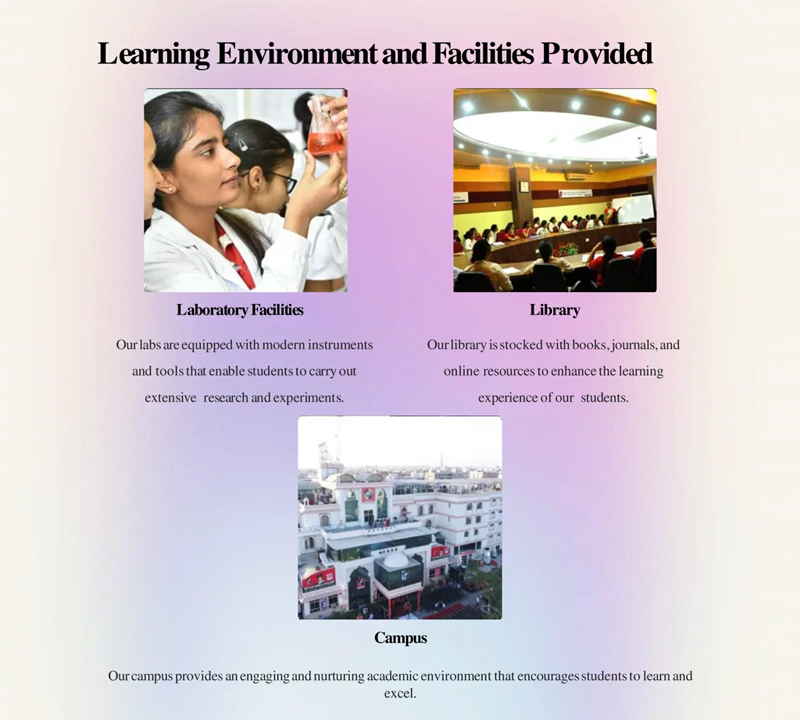 Learning Environment and Facilities Provided
Laboratory Facilities
Library
Our labs are equipped with modern instruments
and tools that enable students to carry out
extensive research and experiments.
Our library is stocked with books, journals, and
online resources to enhance the learning
experience of our students.
Campus
Our campus provides an engaging and nurturing academic environment that encourages students to learn and
excel.